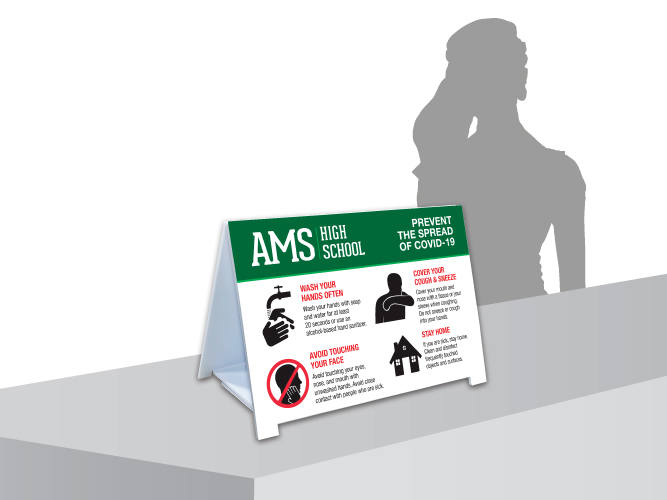 AMS
HIGH
SCHOOL
PREVENT
THE SPREAD
OF COVID-19
WASH YOUR
HANDS OFTEN
Wash your hands with soap
and water for at least
20 seconds or use an
alcohol-based hand sanitizer.
COVER YOUR
COUGH & SNEEZE
Cover your mouth and
nose with a tissue or your
sleeve when coughing.
Do not sneeze or cough
into your hands.
AVOID TOUCHING
YOUR FACE
Avoid touching your eyes,
nose, and mouth with
unwashed hands. Avoid close
contact with people who are sick.
STAY HOME
If you are sick, stay home.
Clean and disinfect
frequently touched
objects and surfaces.